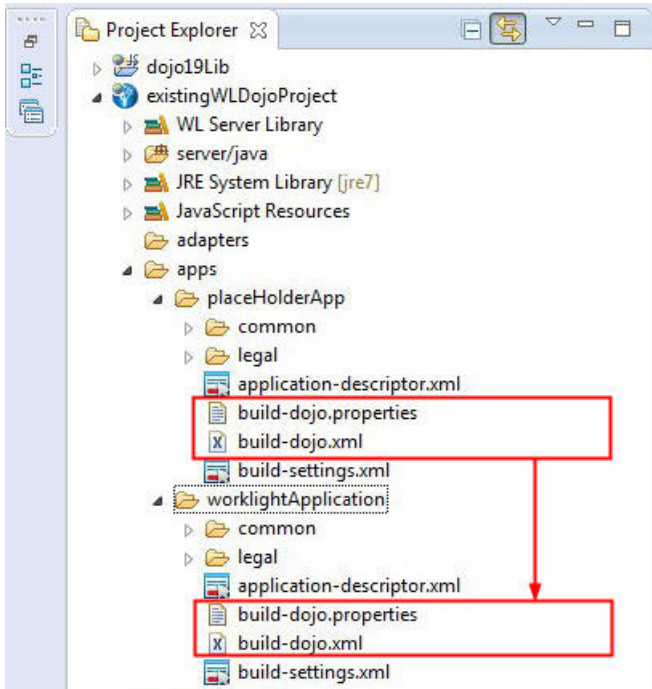 Project Explorer
dojo19Lib
existingWLDojoProject
WL Server Library
server/java
JRE System Library [jre7]
JavaScript Resources
adapters
apps
placeHolderApp
common
legal
application-descriptor.xml
build-dojo.properties
build-dojo.xml
build-settings.xml
worklightApplication
common
legal
application-descriptor.xml
build-dojo.properties
build-dojo.xml
build-settings.xml